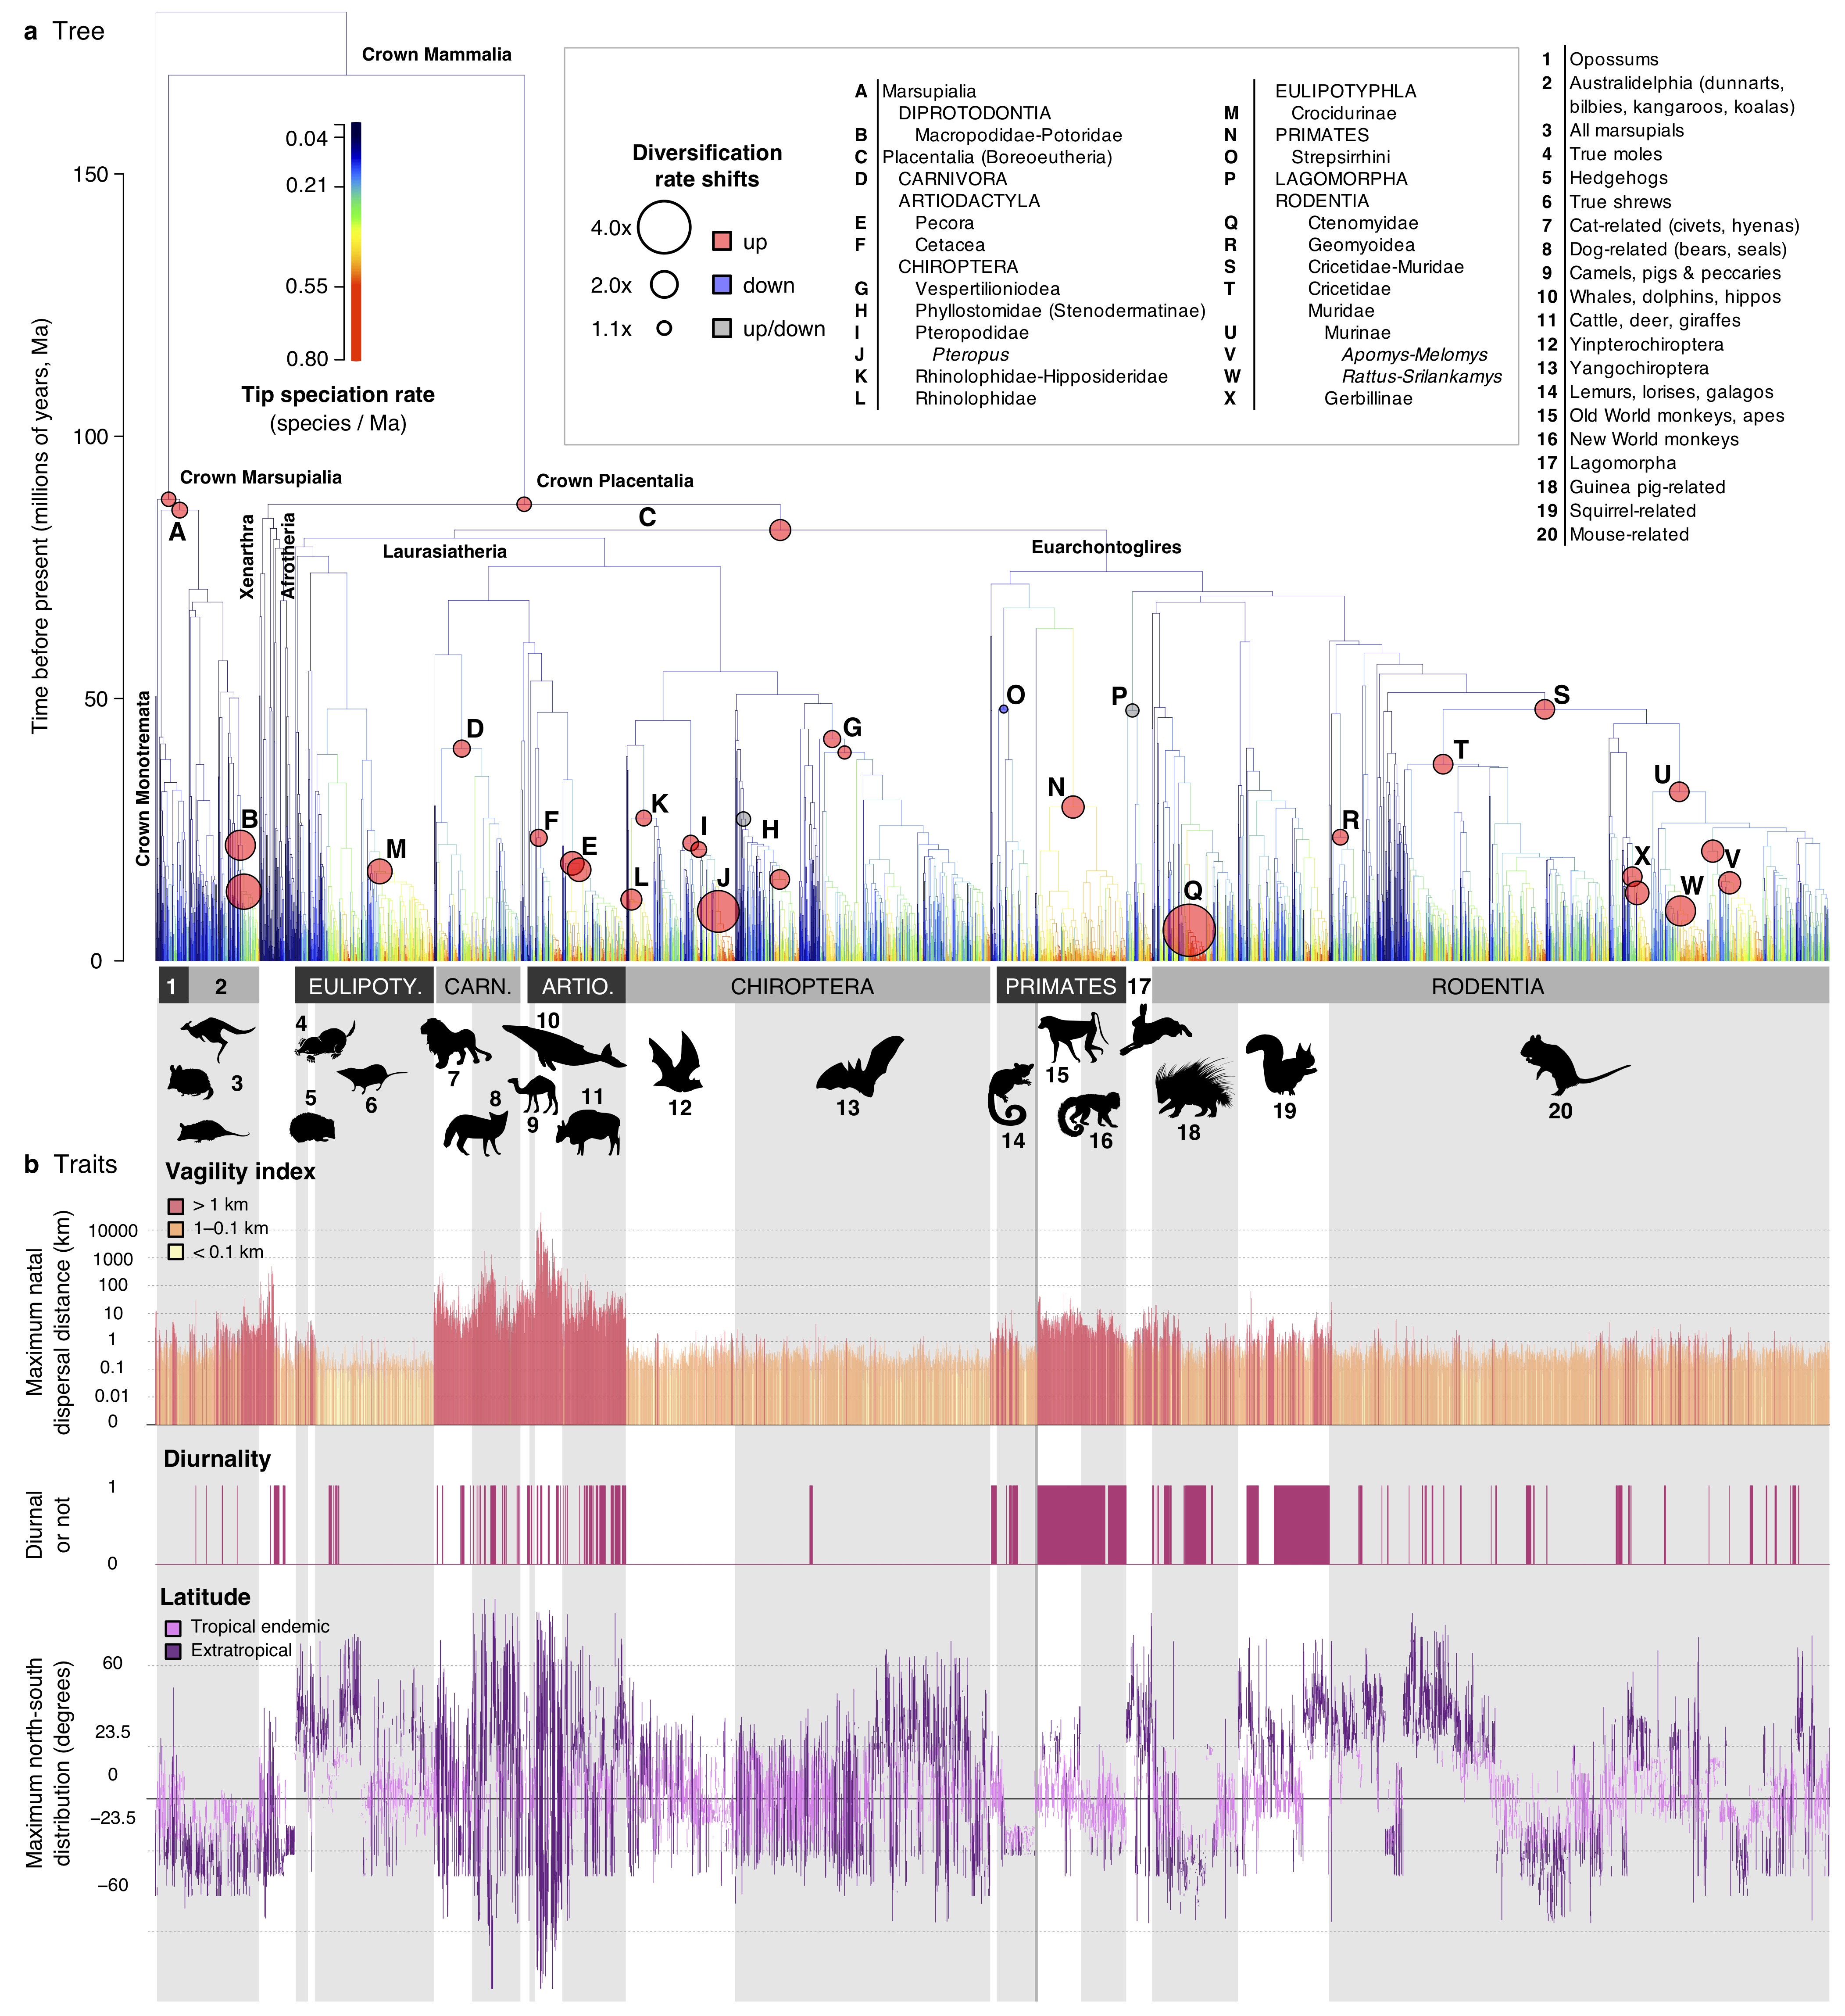 a Tree
Crown Mammalia
0.04
0.21
0.55
0.80
Tip speciation rate
(species / Ma)
Time before present (millions of years, Ma)
150
100
50
0
Diversification
rate shifts
4.0x
2.0x
1.1x
up
down
up/down
A Marsupialia
DIPROTODONTIA
B Macropodidae-Potoridae
C Placentalia (Boreoeutheria)
D CARNIVORA
ARTIODACTYLA
E Pecora
F Cetacea
CHIROPTERA
G Vespertilioniodea
H Phyllostomidae (Stenodermatinae)
I Pteropodidae
J Pteropus
K Rhinolophidae-Hipposideridae
L Rhinolophidae
EULIPOTYPHLA
M Crocidurinae
N PRIMATES
O Strepsirrhini
P LAGOMORPHA
RODENTIA
Q Ctenomyidae
R Geomyoidea
S Cricetidae-Muridae
T Cricetidae
Muridae
U Murinae
V Apomys-Melomys
W Rattus-Srilankamys
X Gerbillinae
1 Opossums
2 Australidelphia (dunnarts,
bilbies, kangaroos, koalas)
3 All marsupials
4 True moles
5 Hedgehogs
6 True shrews
7 Cat-related (civets, hyenas)
8 Dog-related (bears, seals)
9 Camels, pigs & peccaries
10 Whales, dolphins, hippos
11 Cattle, deer, giraffes
12 Yinpterochiroptera
13 Yangochiroptera
14 Lemurs, lorises, galagos
15 Old World monkeys, apes
16 New World monkeys
17 Lagomorpha
18 Guinea pig-related
19 Squirrel-related
20 Mouse-related
Crown Marsupialia
Crown Placentalia
A
C
Xenarthra
Afrotheria
Laurasiatheria
Euarchontoglires
Crown Monotremata
B
M
D
F
E
K
L
I
J
H
G
O
N
P
Q
R
S
T
U
X
W
V
1 2 EULIPOTY. CARN. ARTIO. CHIROPTERA PRIMATES 17 RODENTIA
3
4
5
6
7
8
9
10
11
12
13
14
15
16
18
19
20
b Traits
Vagility index
> 1 km
1–0.1 km
< 0.1 km
Maximum natal
dispersal distance (km)
10000
1000
100
10
1
0.1
0.01
0
Diurnality
Diurnal
or not
1
0
Latitude
Tropical endemic
Extratropical
Maximum north-south
distribution (degrees)
60
23.5
0
−23.5
−60